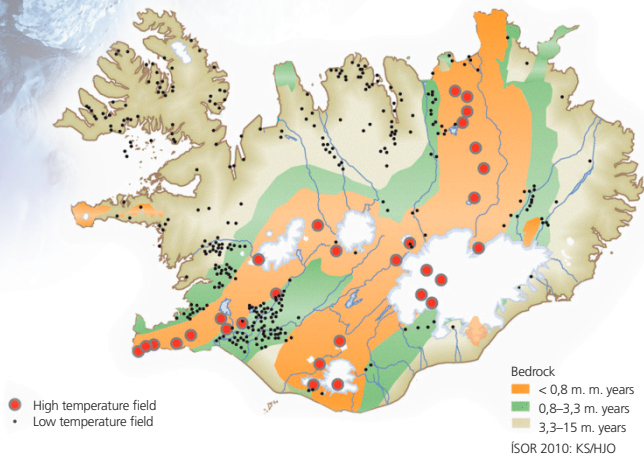 High temperature field
Low temperature field
Bedrock
< 0,8 m. m. years
0,8–3,3 m. years
3,3–15 m. years
ÍSOR 2010: KS/HJO